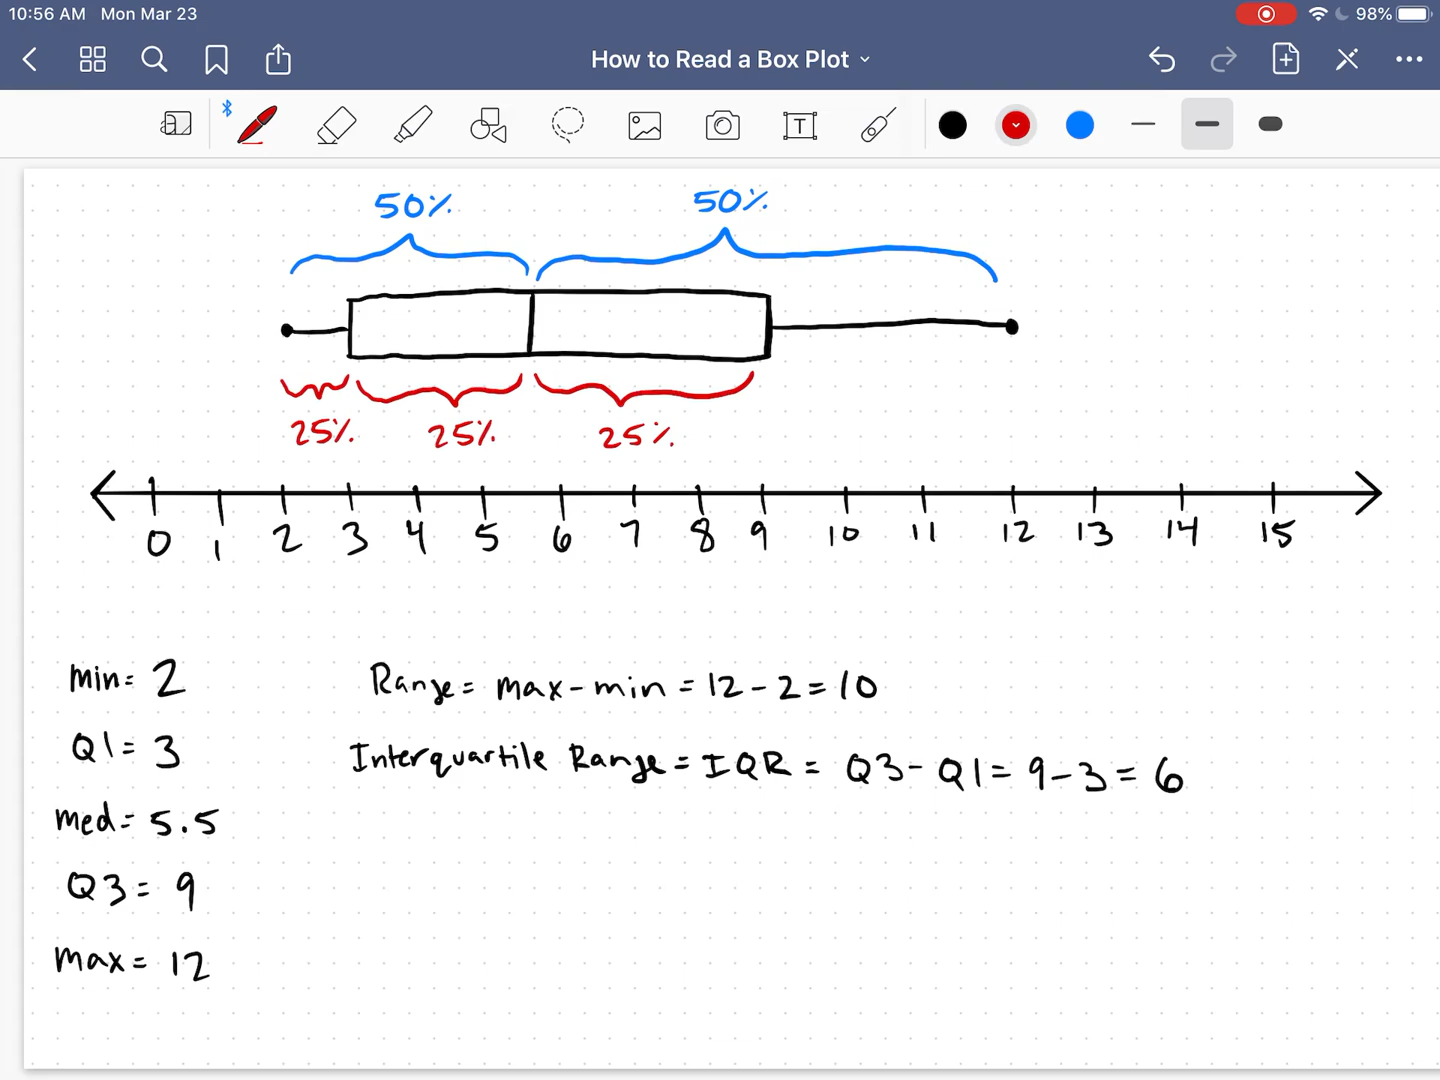 10:56 AM Mon Mar 23
98%
How to Read a Box Plot
T
50% 50%
25% 25% 25%
0 1 2 3 4 5 6 7 8 9 10 11 12 13 14 15
min= 2
Range= max-min=12-2=10
Q1= 3
Interquartile Range=IQR= Q3-Q1=9-3=6
med= 5.5
Q3= 9
max= 12